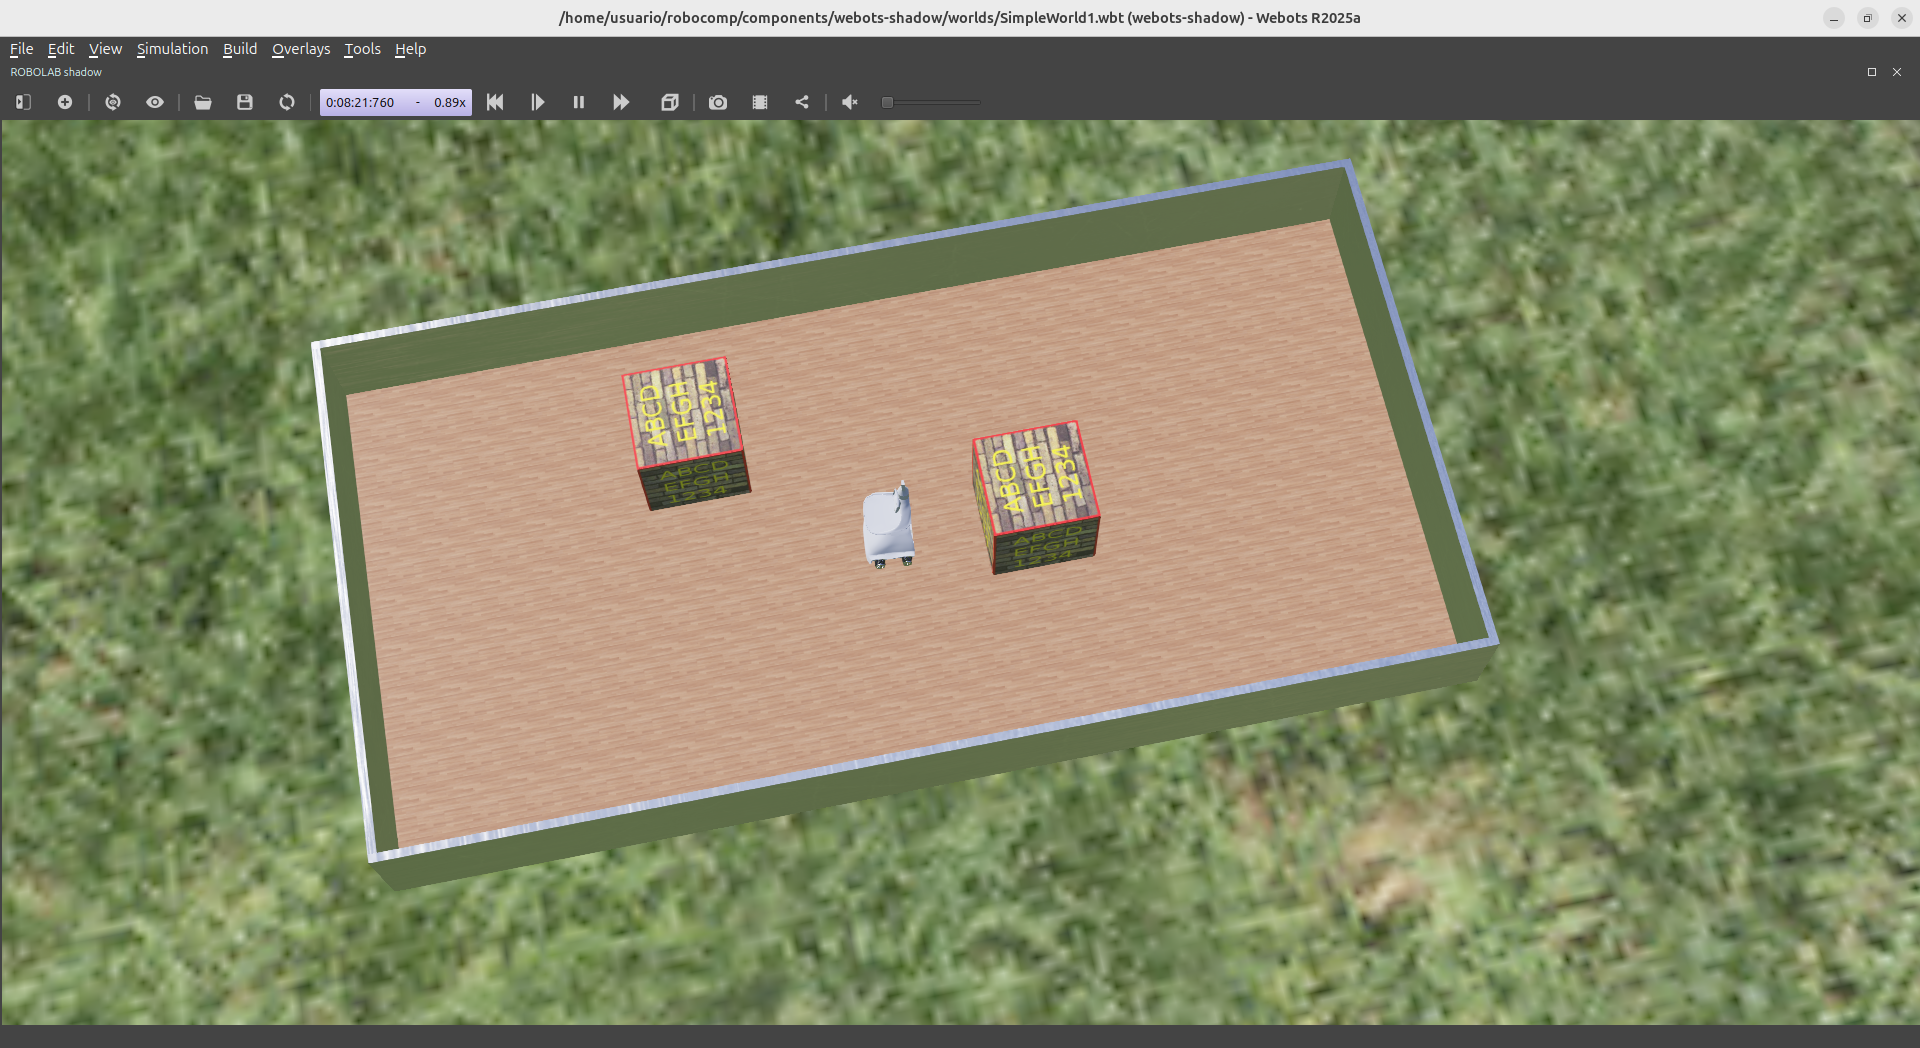 /home/usuario/robocomp/components/webots-shadow/worlds/SimpleWorld1.wbt (webots-shadow) - Webots R2025a
File Edit View Simulation Build Overlays Tools Help
ROBOLAB shadow
0:08:21:760 - 0.89x
ABCD
EFGH
1234
ABCD
EFGH
1234
ABCD
EFGH
1234
ABCD
EFGH
1234